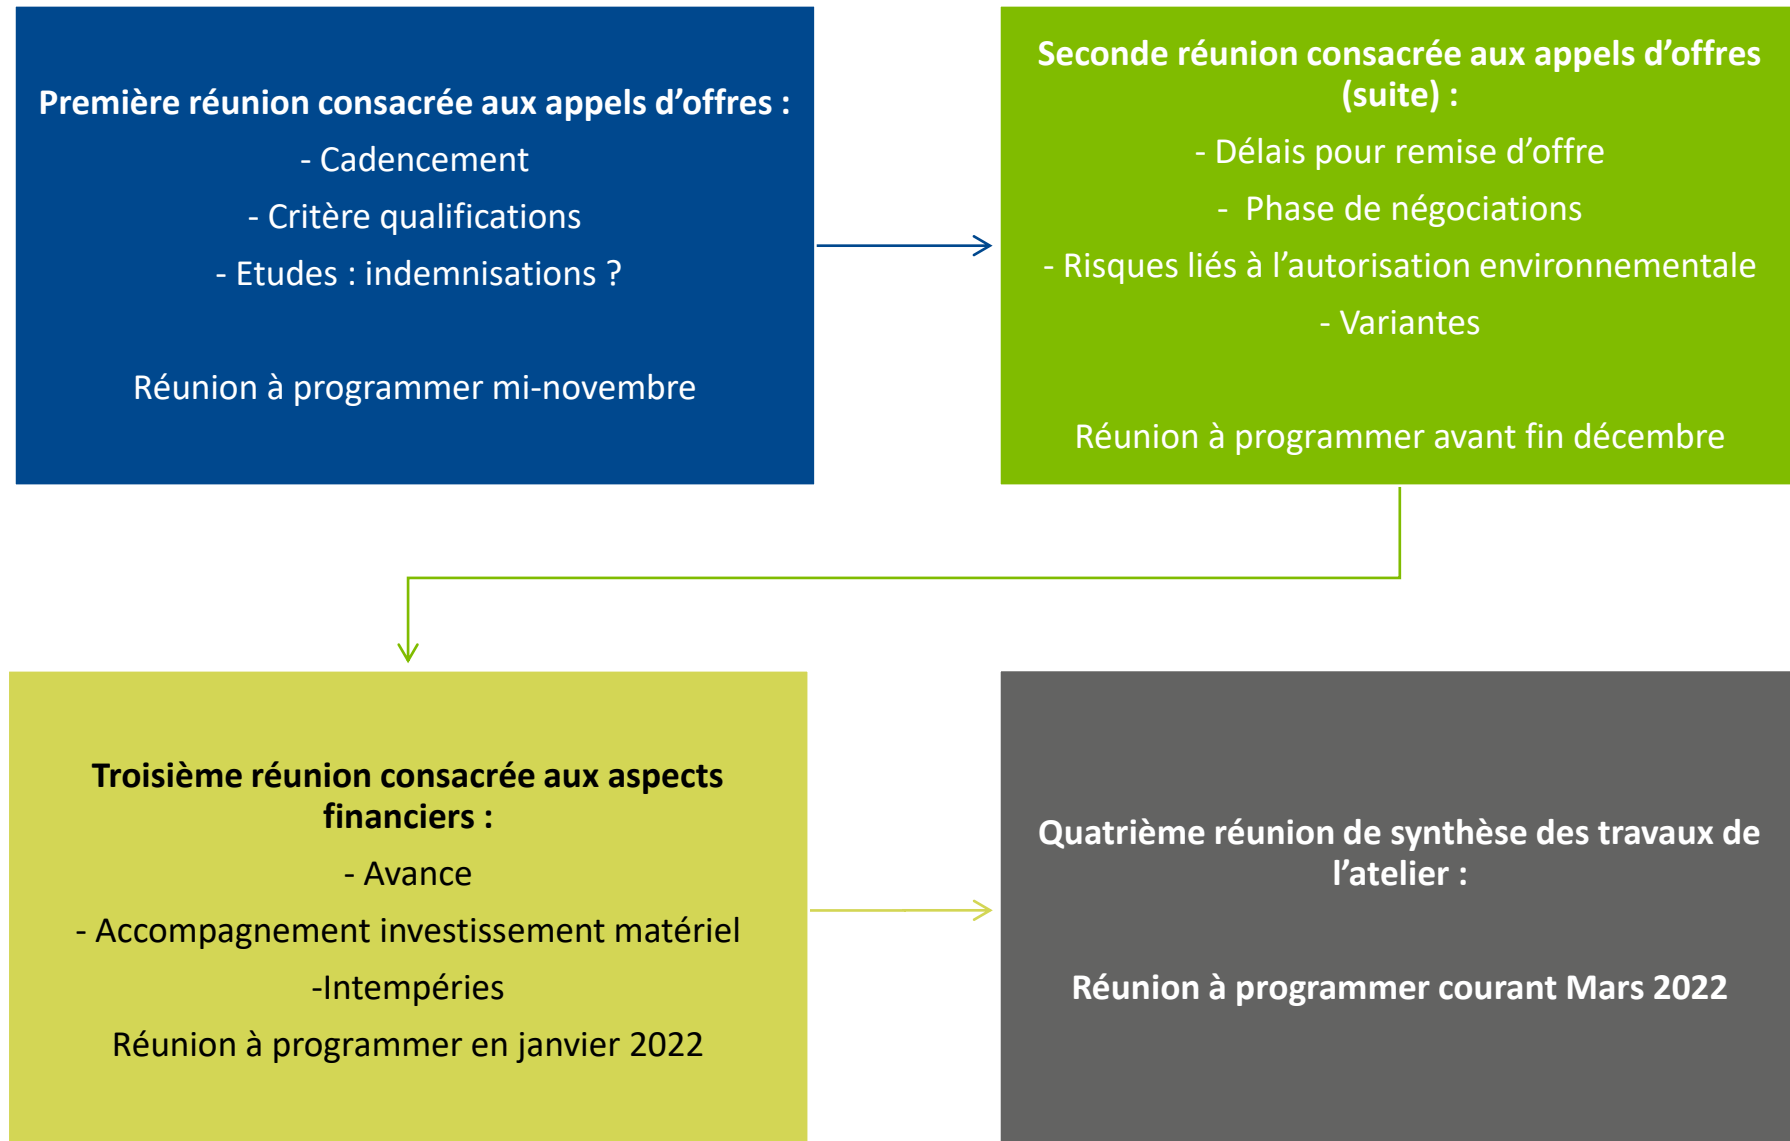 Première réunion consacrée aux appels d’offres :
- Cadencement
- Critère qualifications
- Etudes : indemnisations ?
Réunion à programmer mi-novembre
Seconde réunion consacrée aux appels d’offres
(suite) :
- Délais pour remise d’offre
- Phase de négociations
- Risques liés à l’autorisation environnementale
- Variantes
Réunion à programmer avant fin décembre
Troisième réunion consacrée aux aspects
financiers :
- Avance
- Accompagnement investissement matériel
-Intempéries
Réunion à programmer en janvier 2022
Quatrième réunion de synthèse des travaux de
l’atelier :
Réunion à programmer courant Mars 2022